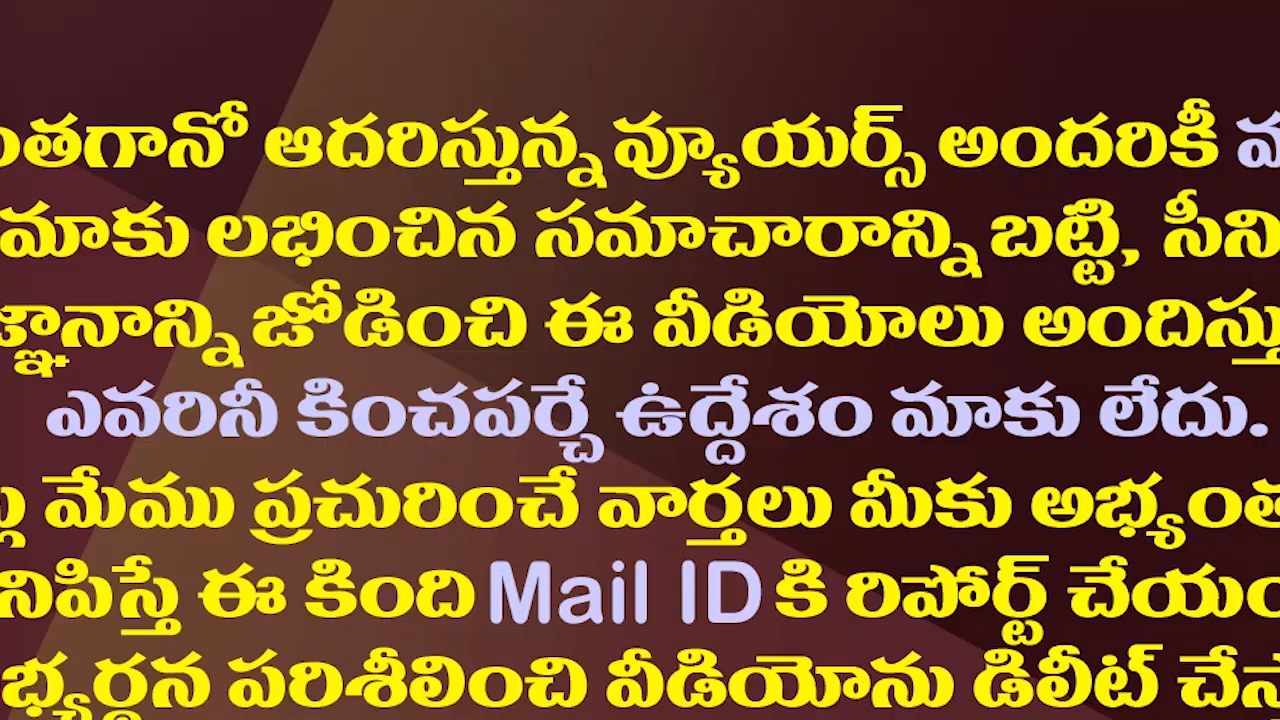 ంతగానో ఆదరిస్తున్న వ్యూయర్స్ అందరికీ
మాకు లభించిన సమాచారాన్ని బట్టి, సీని
జ్ఞానాన్ని జోడించి ఈ వీడియోలు అందిస్తు
ఎవరినీ కించపర్చే ఉద్దేశం మాకు లేదు.
ల్ల మేము ప్రచురించే వార్తలు మీకు అభ్యంత
నిపిస్తే ఈ కింది Mail ID కి రిపోర్ట్ చేయం
భ్యర్థన పరిశీలించి వీడియోను డిలీట్ చేస